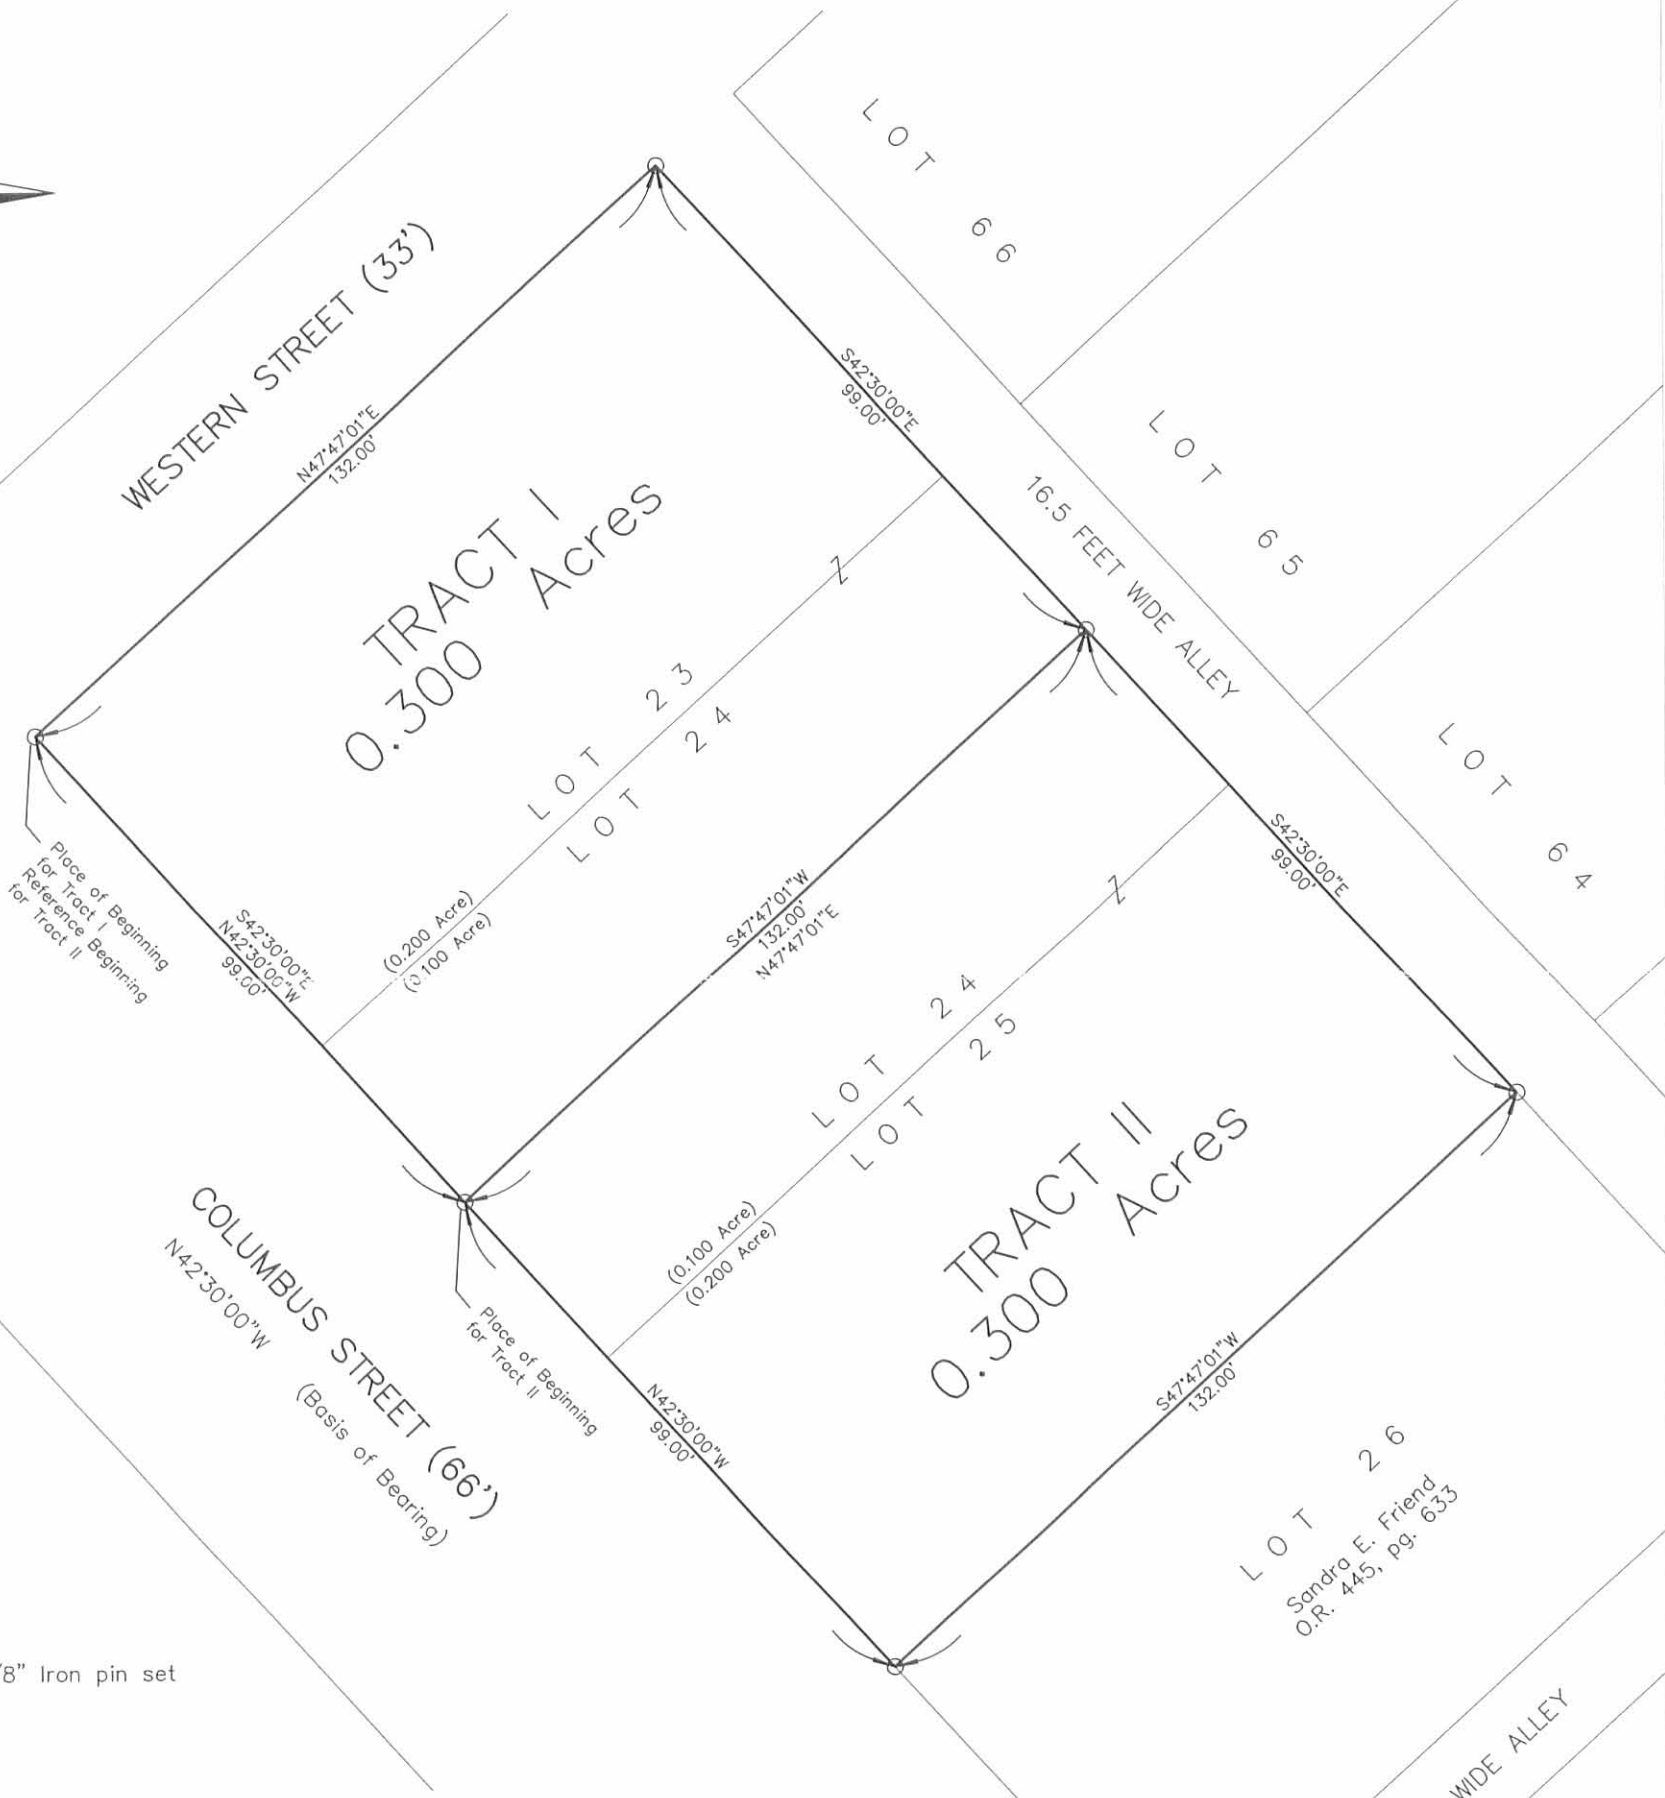 WESTERN STREET (33')
LOT 66
LOT 65
LOT 64
16.5 FEET WIDE ALLEY
N47°47'01"E
132.00'
S42°30'00"E
99.00'
TRACT I
0.300 Acres
LOT 23
LOT 24
(0.200 Acre)
(0.100 Acre)
Place of Beginning
for Tract I
Reference Beginning
for Tract II
S42°30'00"E
N42°30'00"W
99.00'
S47°47'01"W
132.00'
N47°47'01"E
S42°30'00"E
99.00'
LOT 24
LOT 25
(0.100 Acre)
(0.200 Acre)
TRACT II
0.300 Acres
Place of Beginning
for Tract II
N42°30'00"W
99.00'
S47°47'01"W
132.00'
COLUMBUS STREET (66')
N42°30'00"W
(Basis of Bearing)
LOT 26
Sandra E. Friend
O.R. 445, pg. 633
/8" Iron pin set
WIDE ALLEY